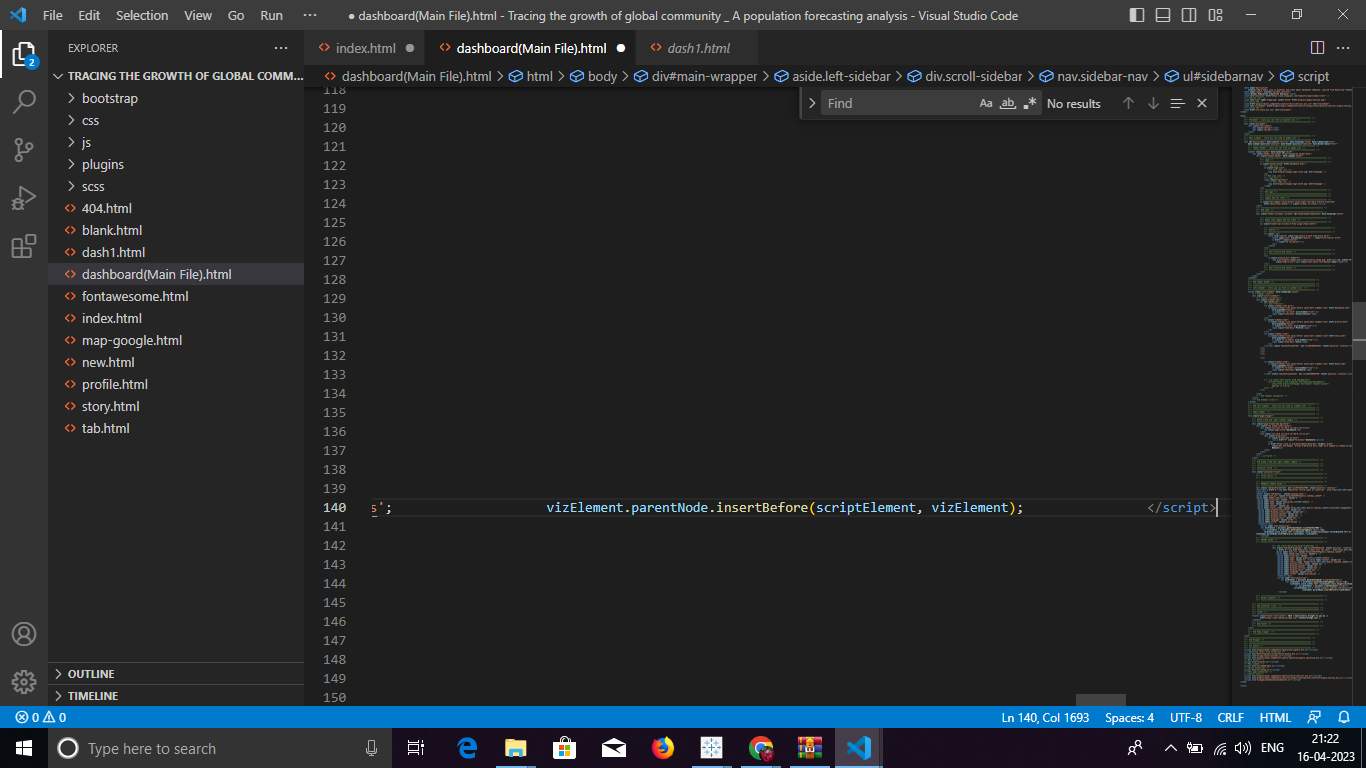 File Edit Selection View Go Run ··· ● dashboard(Main File).html - Tracing the growth of global community _ A population forecasting analysis - Visual Studio Code
EXPLORER ···
index.html ● dashboard(Main File).html ● dash1.html
dashboard(Main File).html > html > body > div#main-wrapper > aside.left-sidebar > div.scroll-sidebar > nav.sidebar-nav > ul#sidebarnav > script
Find Aa ab .* No results
2
TRACING THE GROWTH OF GLOBAL COMM...
bootstrap
css
js
plugins
scss
404.html
blank.html
dash1.html
dashboard(Main File).html
fontawesome.html
index.html
map-google.html
new.html
profile.html
story.html
tab.html
OUTLINE
TIMELINE
118
119
120
121
122
123
124
125
126
127
128
129
130
131
132
133
134
135
136
137
138
139
140 s'; vizElement.parentNode.insertBefore(scriptElement, vizElement); </script>
141
142
143
144
145
146
147
148
149
150
0 0 Ln 140, Col 1693 Spaces: 4 UTF-8 CRLF HTML
Type here to search
ENG
21:22
16-04-2023